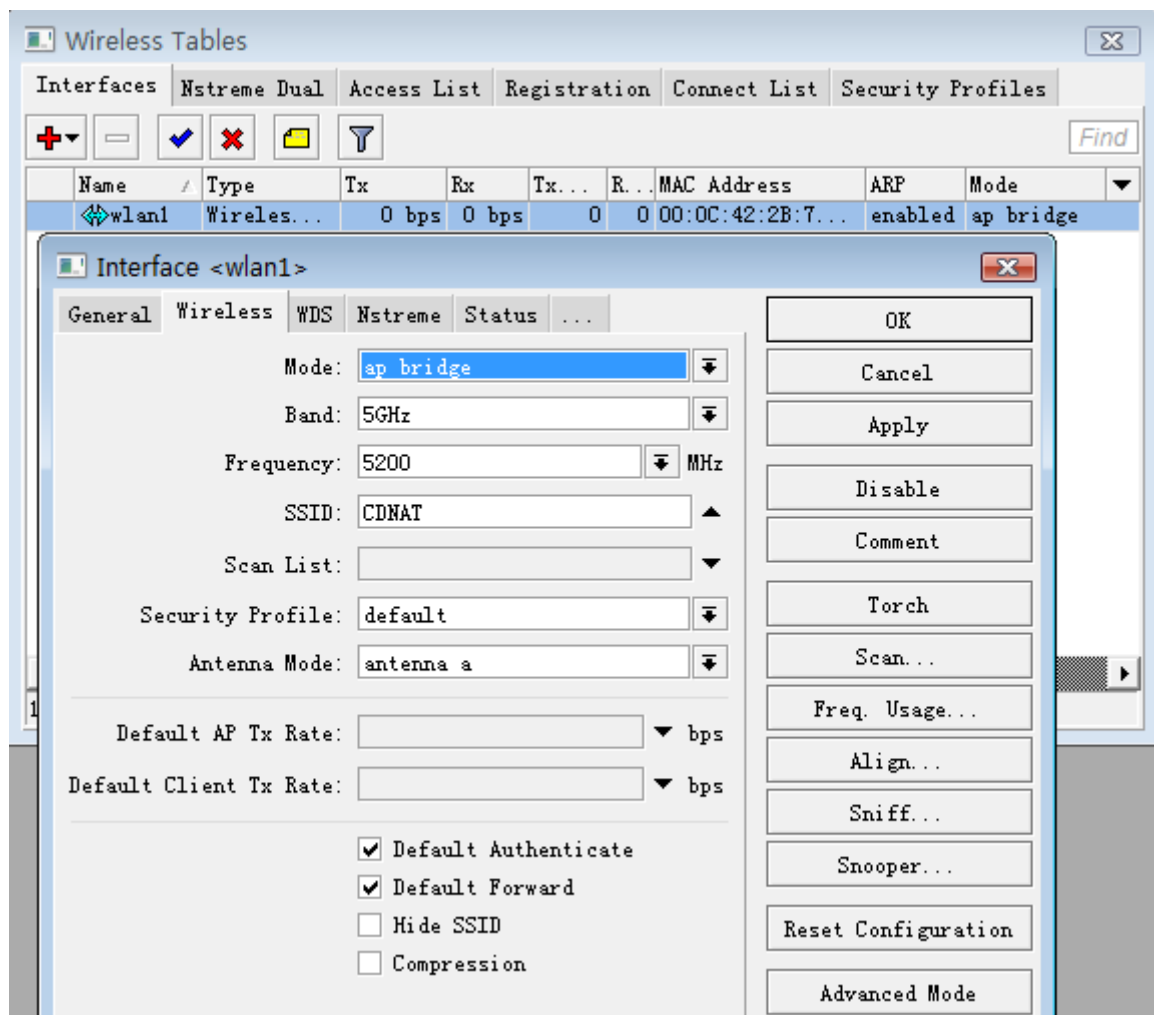 Wireless Tables
Interfaces Nstreme Dual Access List Registration Connect List Security Profiles
Find
Name Type Tx Rx Tx... R... MAC Address ARP Mode
wlan1 Wireles... 0 bps 0 bps 0 0 00:0C:42:2B:7... enabled ap bridge
Interface <wlan1>
General Wireless WDS Nstreme Status ...
OK
Mode: ap bridge
Cancel
Band: 5GHz
Apply
Frequency: 5200 MHz
Disable
SSID: CDNAT
Comment
Scan List:
Security Profile: default
Torch
Antenna Mode: antenna a
Scan...
1
Freq. Usage...
Default AP Tx Rate: bps
Align...
Default Client Tx Rate: bps
Sniff...
Default Authenticate
Snooper...
Default Forward
Hide SSID
Reset Configuration
Compression
Advanced Mode